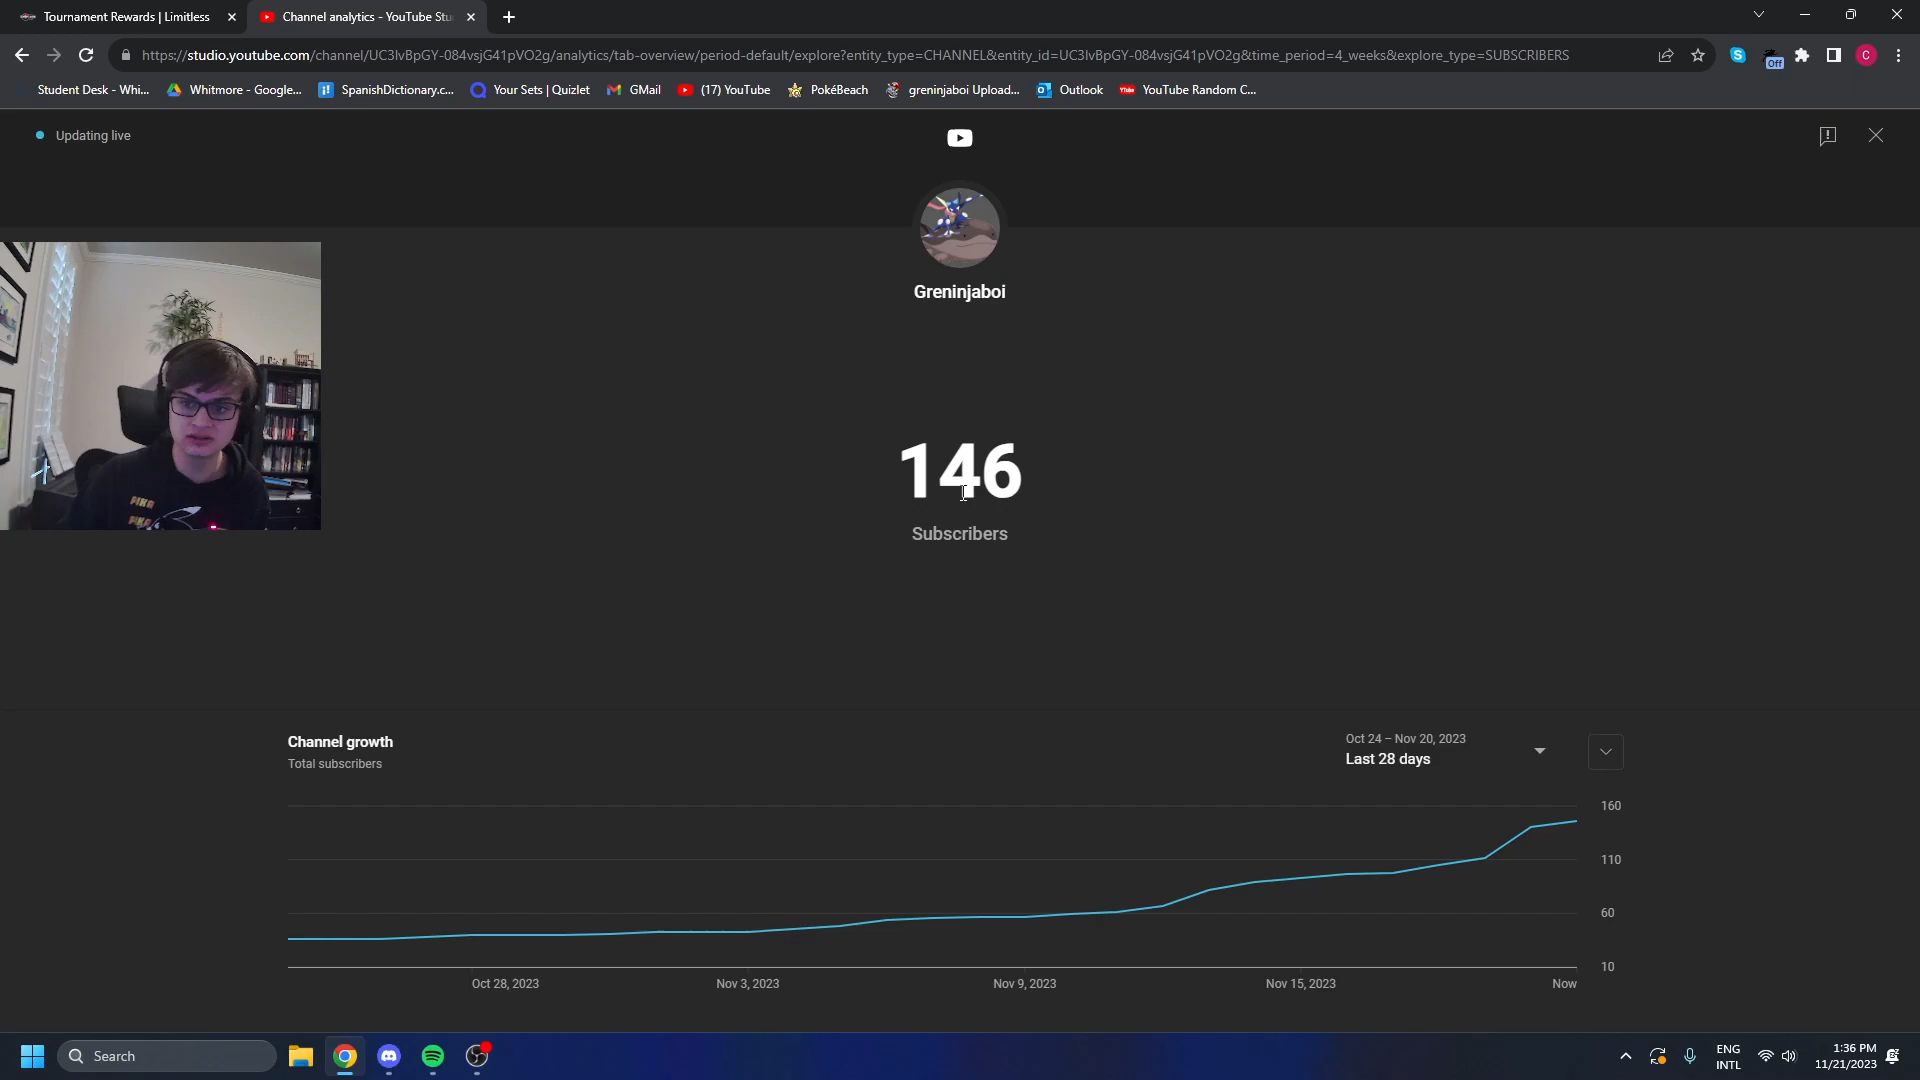 Tournament Rewards | Limitless
Channel analytics - YouTube Stu
https://studio.youtube.com/channel/UC3lvBpGY-084vsjG41pVO2g/analytics/tab-overview/period-default/explore?entity_type=CHANNEL&entity_id=UC3lvBpGY-084vsjG41pVO2g&time_period=4_weeks&explore_type=SUBSCRIBERS
Off
C
Student Desk - Whi...
Whitmore - Google...
SpanishDictionary.c...
Your Sets | Quizlet
GMail
(17) YouTube
PokéBeach
greninjaboi Upload...
Outlook
YouTube Random C...
Updating live
Greninjaboi
146
Subscribers
PIKA
PIKA
Channel growth
Total subscribers
Oct 24 – Nov 20, 2023
Last 28 days
160
110
60
10
Oct 28, 2023
Nov 3, 2023
Nov 9, 2023
Nov 15, 2023
Now
Search
ENG
INTL
1:36 PM
11/21/2023